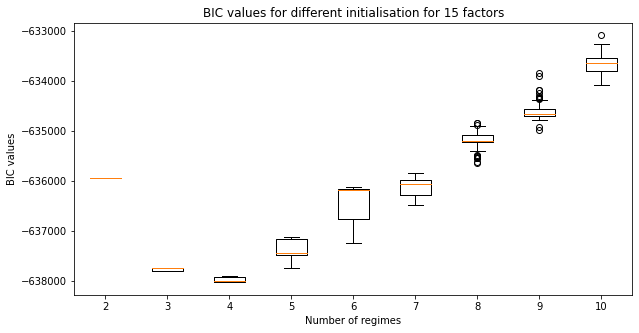 BIC values for different initialisation for 15 factors
−633000
−634000
−635000
−636000
−637000
−638000
BIC values
2 3 4 5 6 7 8 9 10
Number of regimes